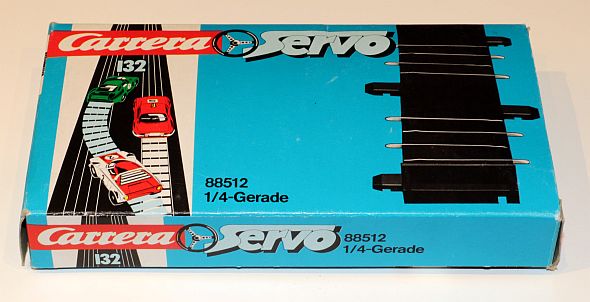 Carrera Servo
132
88512
1/4-Gerade
Carrera Servo
132
88512
1/4-Gerade